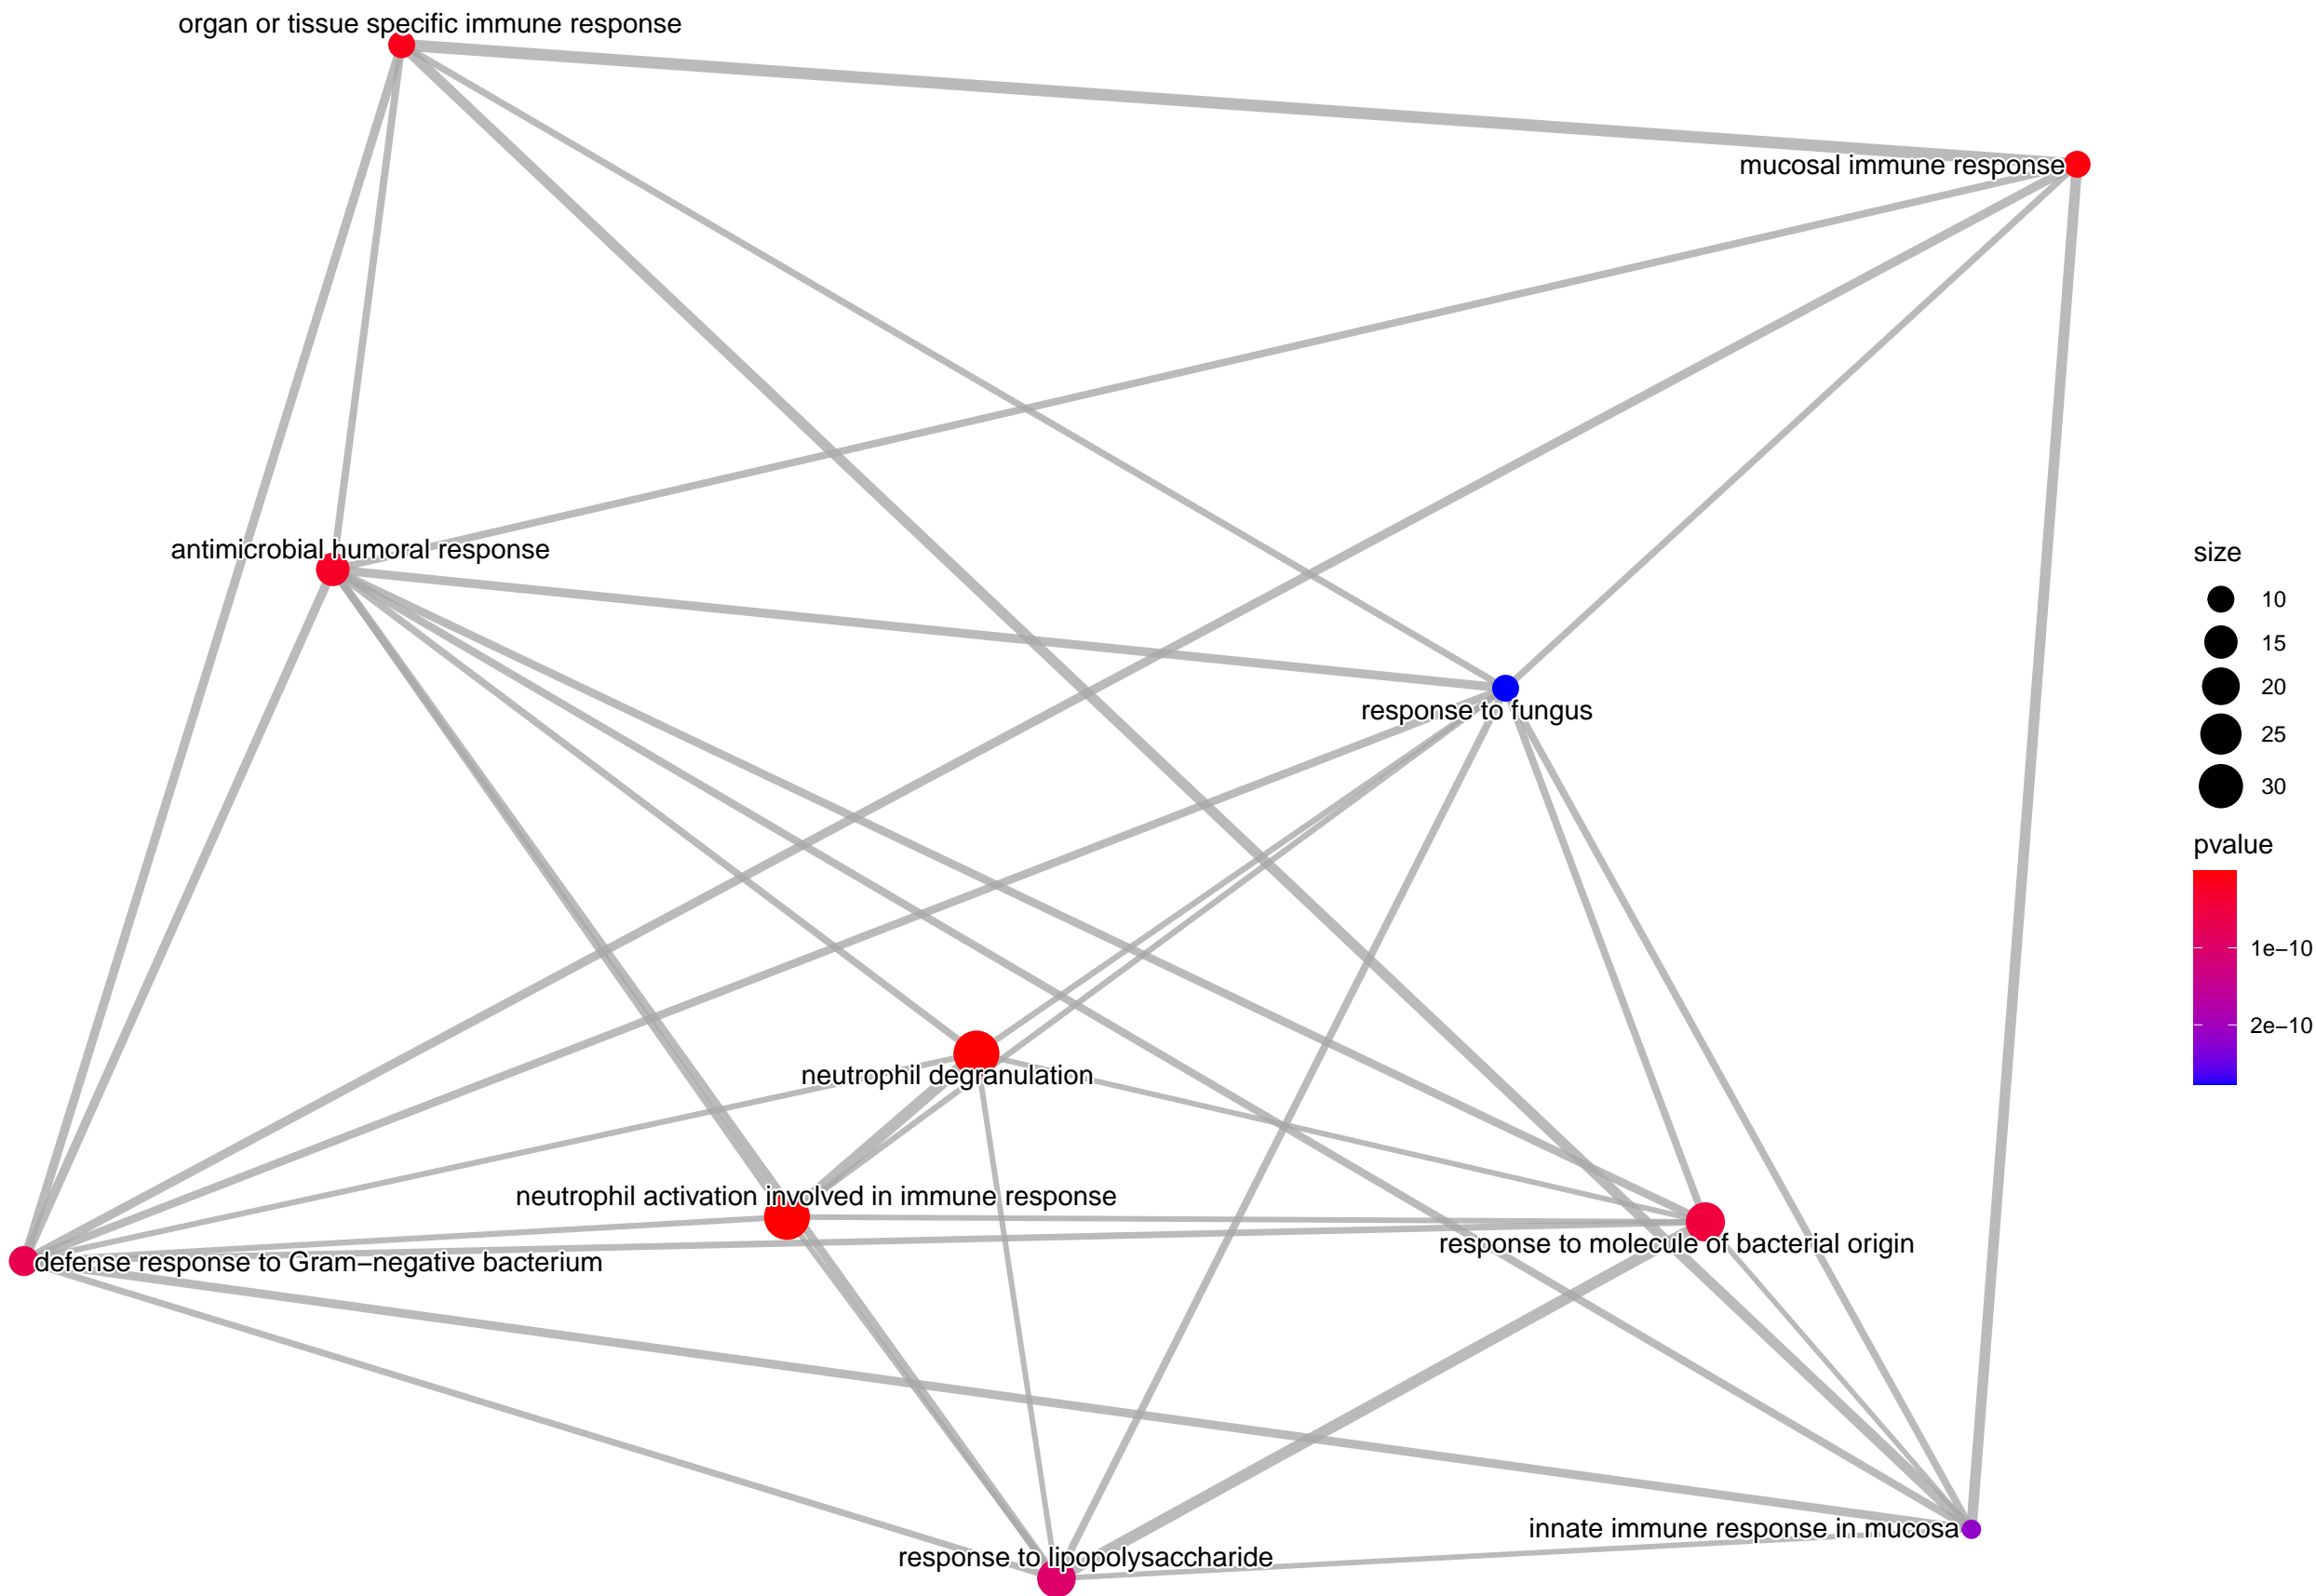 organ or tissue specific immune response
mucosal immune response
antimicrobial humoral response
response to fungus
neutrophil degranulation
neutrophil activation involved in immune response
response to molecule of bacterial origin
defense response to Gram−negative bacterium
innate immune response in mucosa
response to lipopolysaccharide
size
10
15
20
25
30
pvalue
1e−10
2e−10